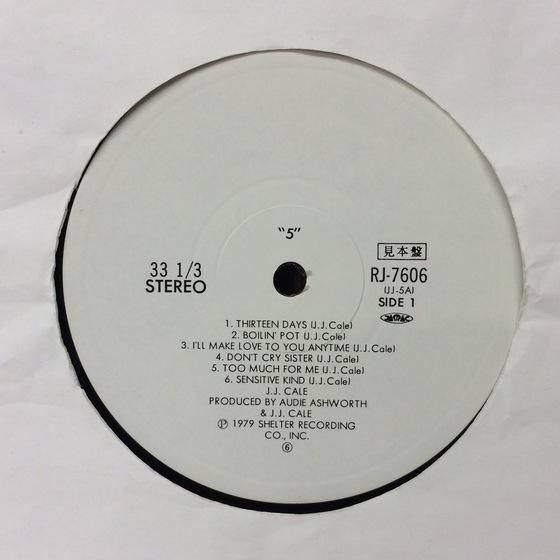 "5"
33 1/3
STEREO
見本盤
RJ-7606
(JJ-5A)
SIDE 1
JASRAC
1. THIRTEEN DAYS (J.J. Cale)
2. BOILIN' POT (J.J. Cale)
3. I'LL MAKE LOVE TO YOU ANYTIME (J.J. Cale)
4. DON'T CRY SISTER (J.J. Cale)
5. TOO MUCH FOR ME (J.J. Cale)
6. SENSITIVE KIND (J.J. Cale)
J.J. CALE
PRODUCED BY AUDIE ASHWORTH
& J.J. CALE
℗ 1979 SHELTER RECORDING
CO., INC.
⑥